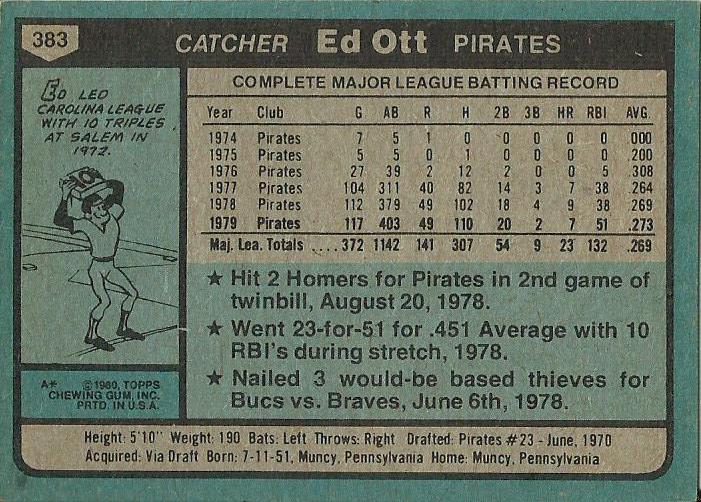 383 CATCHER Ed Ott PIRATES
ED LED
CAROLINA LEAGUE
WITH 10 TRIPLES
AT SALEM IN
1972.
10
A* ©1980, TOPPS
CHEWING GUM, INC.
PRTD. IN U.S.A.
COMPLETE MAJOR LEAGUE BATTING RECORD
Year Club G AB R H 2B 3B HR RBI AVG.
1974 Pirates 7 5 1 0 0 0 0 0 .000
1975 Pirates 5 5 0 1 0 0 0 0 .200
1976 Pirates 27 39 2 12 2 0 0 5 .308
1977 Pirates 104 311 40 82 14 3 7 38 .264
1978 Pirates 112 379 49 102 18 4 9 38 .269
1979 Pirates 117 403 49 110 20 2 7 51 .273
Maj. Lea. Totals ....372 1142 141 307 54 9 23 132 .269
★ Hit 2 Homers for Pirates in 2nd game of
twinbill, August 20, 1978.
★ Went 23-for-51 for .451 Average with 10
RBI's during stretch, 1978.
★ Nailed 3 would-be based thieves for
Bucs vs. Braves, June 6th, 1978.
Height: 5'10" Weight: 190 Bats: Left Throws: Right Drafted: Pirates #23 - June, 1970
Acquired: Via Draft Born: 7-11-51, Muncy, Pennsylvania Home: Muncy, Pennsylvania